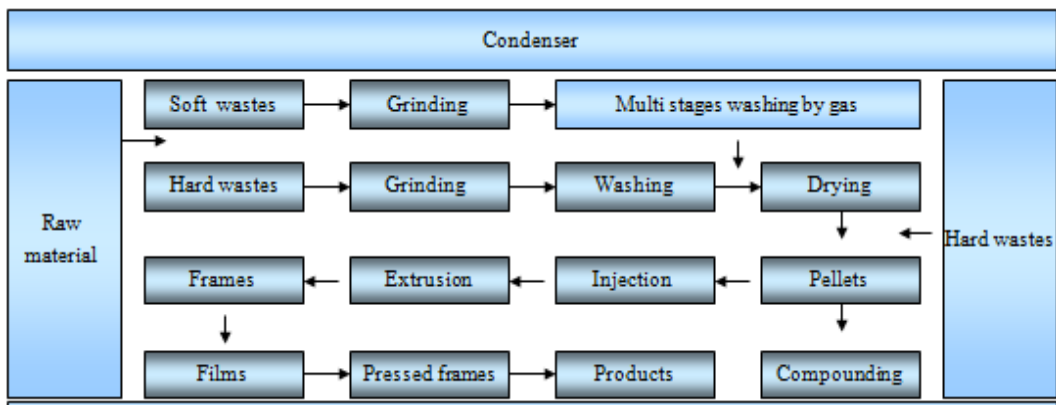 Condenser
Soft wastes
Grinding
Multi stages washing by gas
Hard wastes
Grinding
Washing
Drying
Raw
material
Hard wastes
Frames
Extrusion
Injection
Pellets
Films
Pressed frames
Products
Compounding